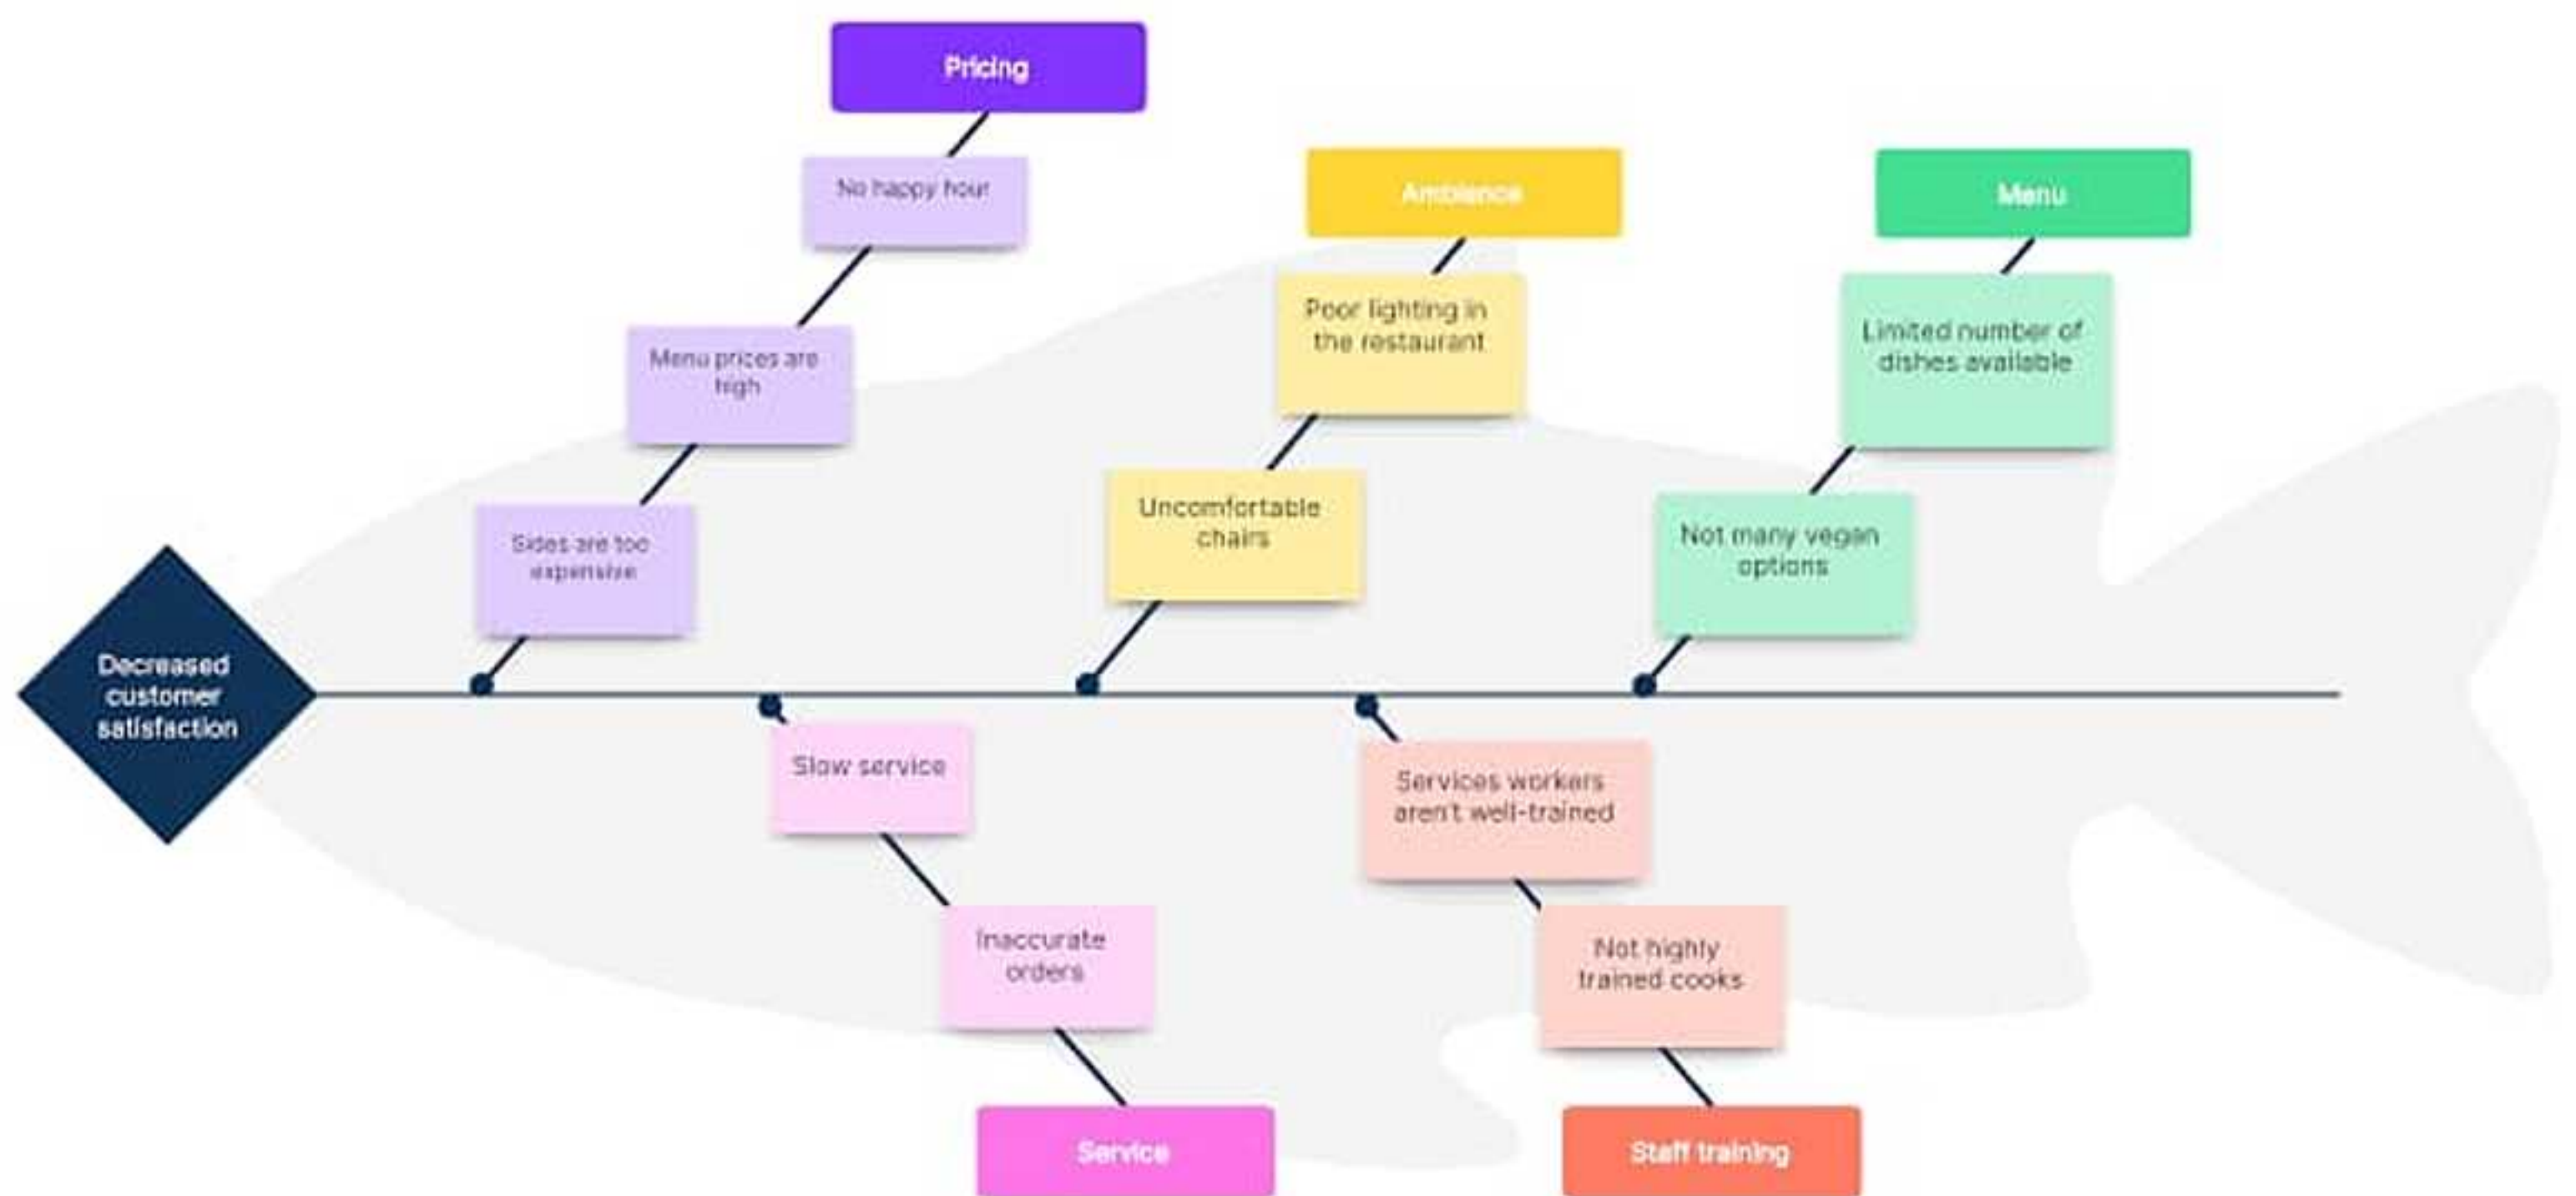 Pricing
No happy hour
Menu prices are
high
Sides are too
expensive
Ambience
Poor lighting in
the restaurant
Uncomfortable
chairs
Menu
Limited number of
dishes available
Not many vegan
options
Decreased
customer
satisfaction
Slow service
Inaccurate
orders
Service
Services workers
aren't well-trained
Not highly
trained cooks
Staff training